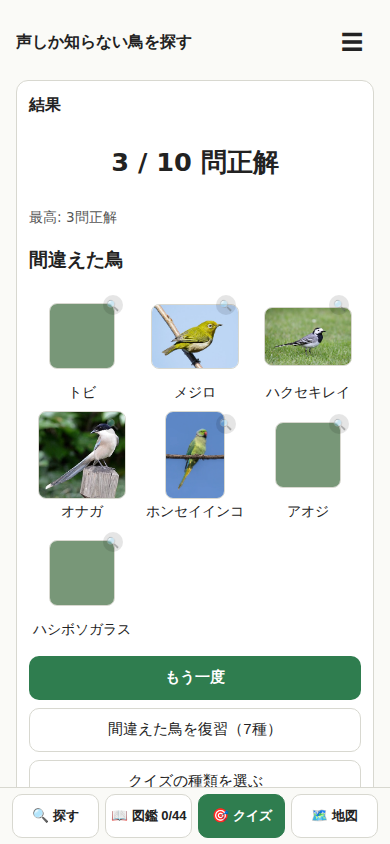 声しか知らない鳥を探す
結果
3 / 10 問正解
最高: 3問正解
間違えた鳥
トビ
メジロ
ハクセキレイ
オナガ
ホンセイインコ
アオジ
ハシボソガラス
もう一度
間違えた鳥を復習（7種）
クイズの種類を選ぶ
探す
図鑑 0/44
クイズ
地図